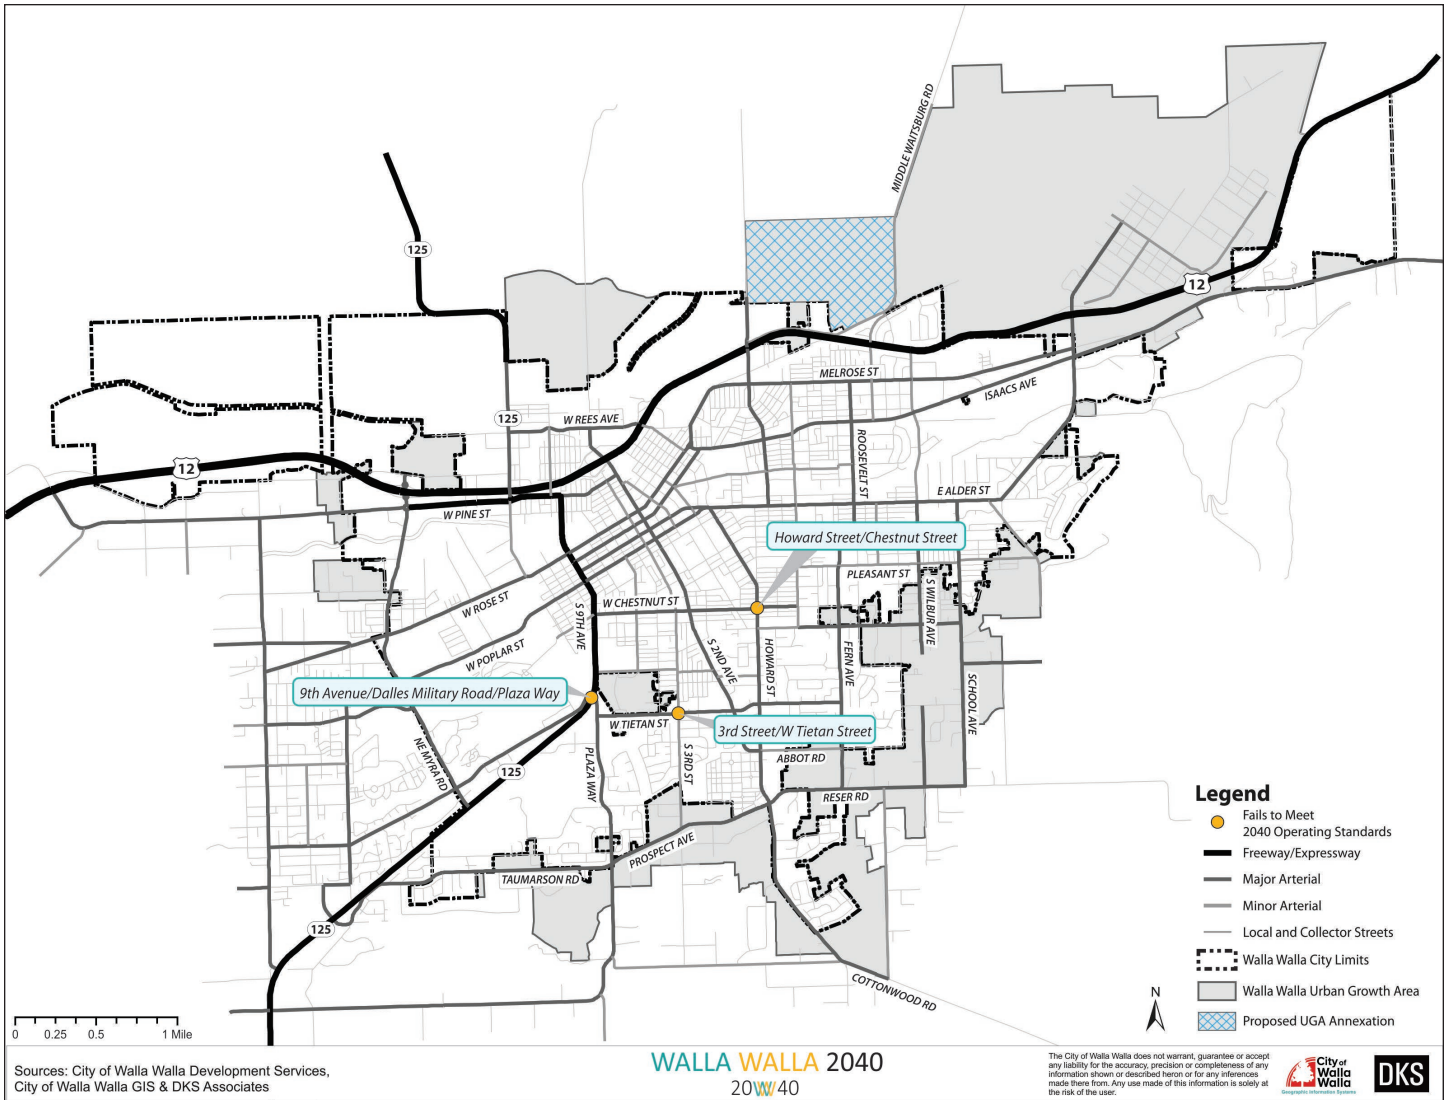 MIDDLE WAITSBURG RD
125
12
MELROSE ST
ISAACS AVE
125
W REES AVE
ROOSEVELT ST
12
E ALDER ST
W PINE ST
Howard Street/Chestnut Street
PLEASANT ST
S WILBUR AVE
W ROSE ST
S 9TH AVE
W CHESTNUT ST
W POPLAR ST
S 2ND AVE
HOWARD ST
FERN AVE
SCHOOL AVE
9th Avenue/Dalles Military Road/Plaza Way
W TIETAN ST
3rd Street/W Tietan Street
NE MYRA RD
125
PLAZA WAY
S 3RD ST
ABBOT RD
RESER RD
PROSPECT AVE
TAUMARSON RD
125
COTTONWOOD RD
Legend
Fails to Meet
2040 Operating Standards
Freeway/Expressway
Major Arterial
Minor Arterial
Local and Collector Streets
Walla Walla City Limits
Walla Walla Urban Growth Area
Proposed UGA Annexation
N
0 0.25 0.5 1 Mile
Sources: City of Walla Walla Development Services,
City of Walla Walla GIS & DKS Associates
WALLA WALLA 2040
20WW40
The City of Walla Walla does not warrant, guarantee or accept
any liability for the accuracy, precision or completeness of any
information shown or described heron or for any inferences
made there from. Any use made of this information is solely at
the risk of the user.
City of
Walla
Walla
Geographic Information Systems
DKS